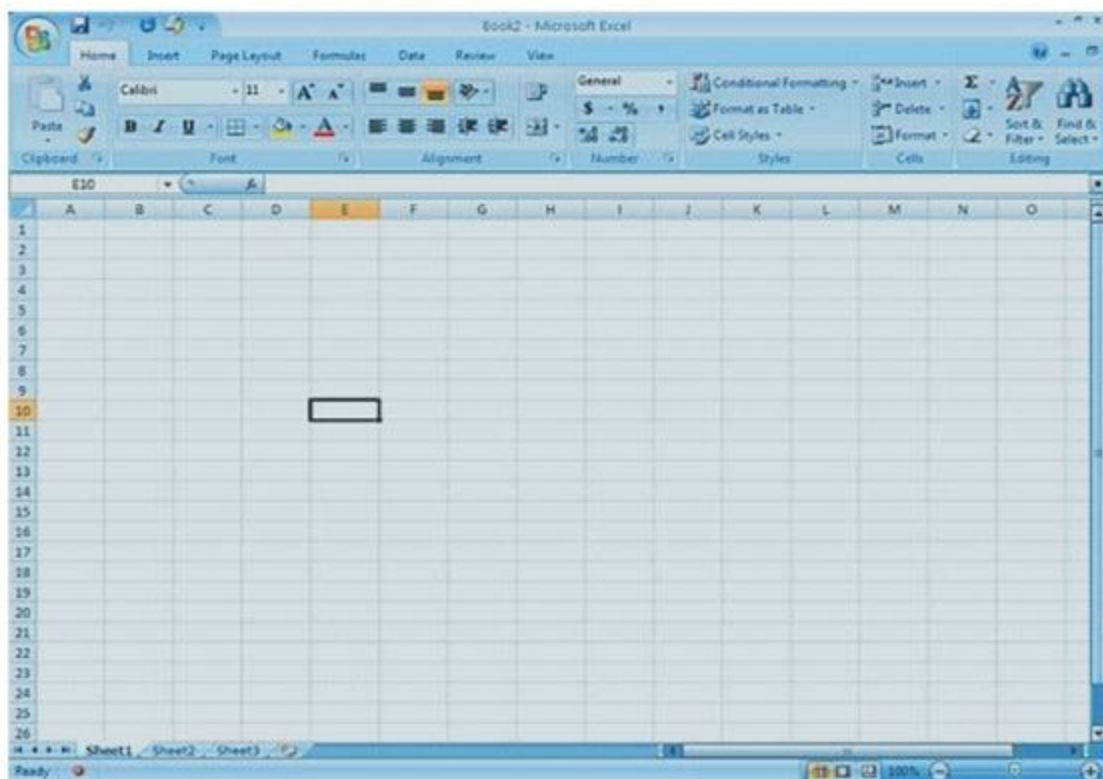 Book2 - Microsoft Excel
Home Insert Page Layout Formulas Data Review View
Calibri 11 A A General Conditional Formatting Insert Σ
Paste B I U A $ % , Format as Table Delete Sort & Find &
Cell Styles Format Filter Select
Clipboard Font Alignment Number Styles Cells Editing
E10 fx
A B C D E F G H I J K L M N O
1
2
3
4
5
6
7
8
9
10
11
12
13
14
15
16
17
18
19
20
21
22
23
24
25
26
Sheet1 Sheet2 Sheet3
Ready 100%